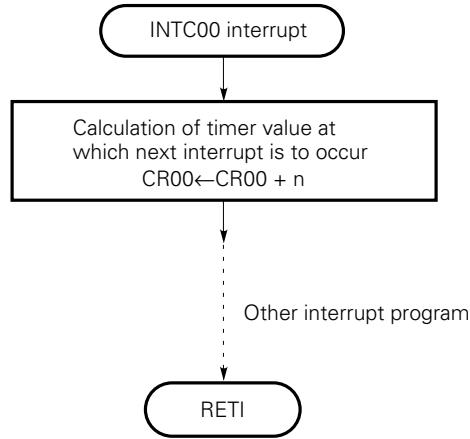 INTC00 interrupt
Calculation of timer value at
which next interrupt is to occur
CR00←CR00 + n
Other interrupt program
RETI